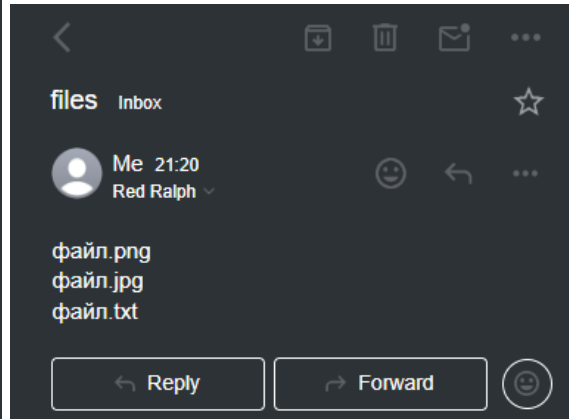 files Inbox
Me 21:20
Red Ralph
файл.png
файл.jpg
файл.txt
Reply Forward